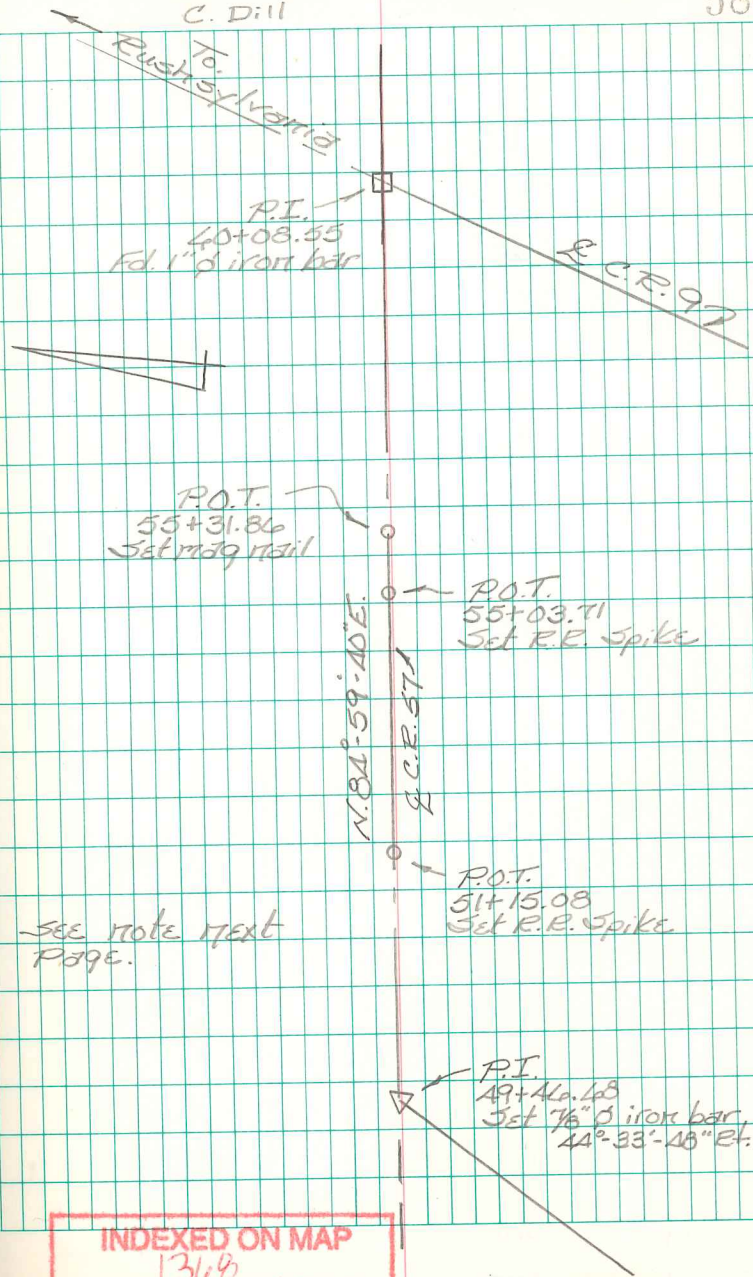 C. Dill
To
Rushsylvania
P.I.
60+08.55
Fd. 1"ø iron bar
℄ C.R. 97
P.O.T.
55+31.86
Set mag nail
P.O.T.
55+03.71
Set R.R. Spike
N.84°-59'-40"E.
℄ C.R. 57
P.O.T.
51+15.08
Set R.R. Spike
See note next
Page.
P.I.
49+46.68
Set 7/8"ø iron bar
44°-33'-48" Rt.
INDEXED ON MAP
1368